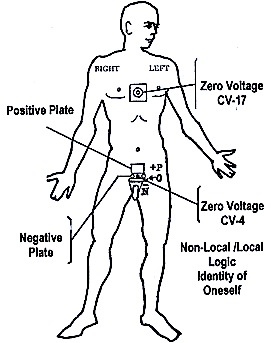 RIGHT LEFT
Zero Voltage
CV-17
Positive Plate
+P
0
N
Zero Voltage
CV-4
Negative
Plate
Non-Local /Local
Logic
Identity of
Oneself